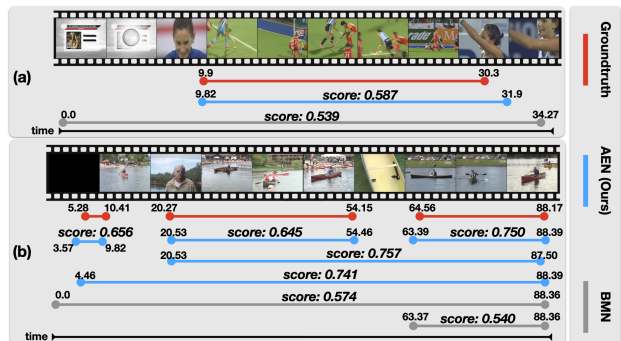 (a)
9.9 30.3
9.82 score: 0.587 31.9
0.0 score: 0.539 34.27
time
(b)
5.28 10.41 20.27 54.15 64.56 88.17
score: 0.656 20.53 score: 0.645 54.46 63.39 score: 0.750 88.39
3.57 9.82 20.53 score: 0.757 87.50
4.46 score: 0.741 88.39
0.0 score: 0.574 88.36
63.37 score: 0.540 88.36
time
Groundtruth
AEN (Ours)
BMN